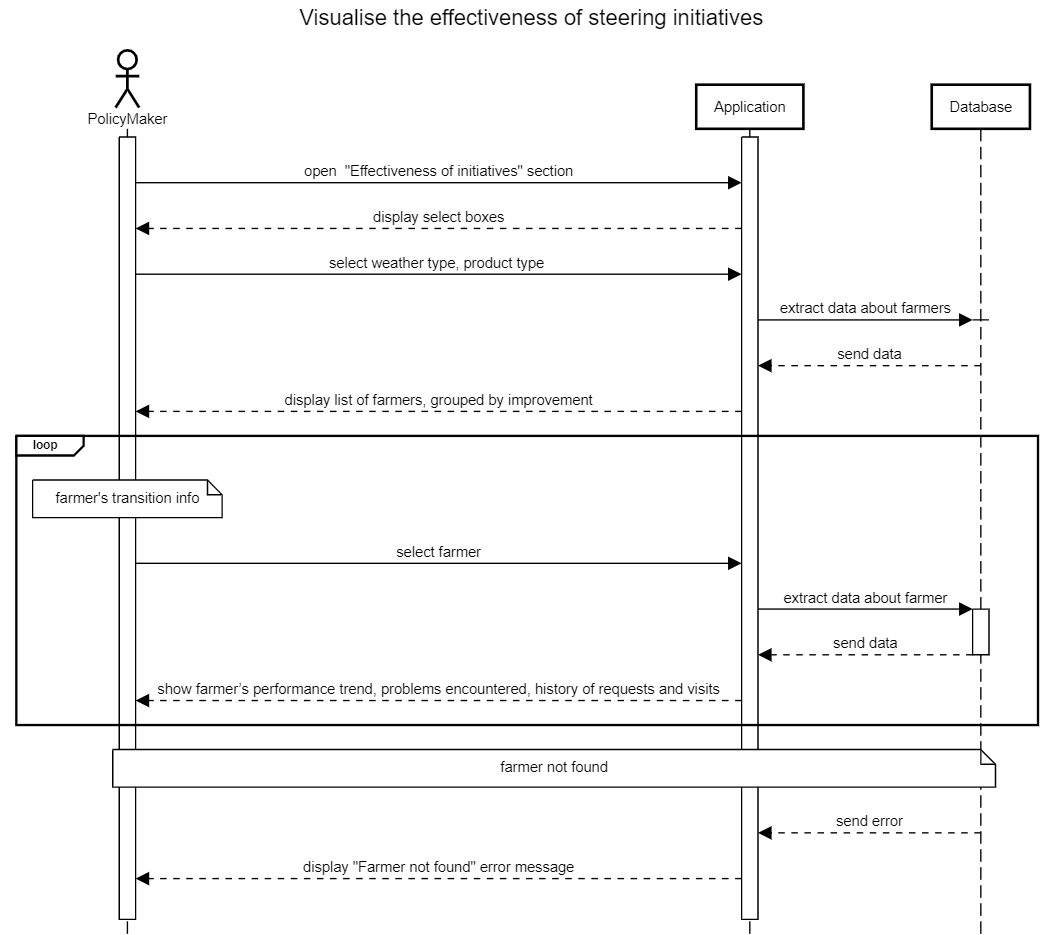 Visualise the effectiveness of steering initiatives
PolicyMaker
Application
Database
open  "Effectiveness of initiatives" section
display select boxes
select weather type, product type
extract data about farmers
send data
display list of farmers, grouped by improvement
loop
farmer's transition info
select farmer
extract data about farmer
send data
show farmer's performance trend, problems encountered, history of requests and visits
farmer not found
send error
display "Farmer not found" error message